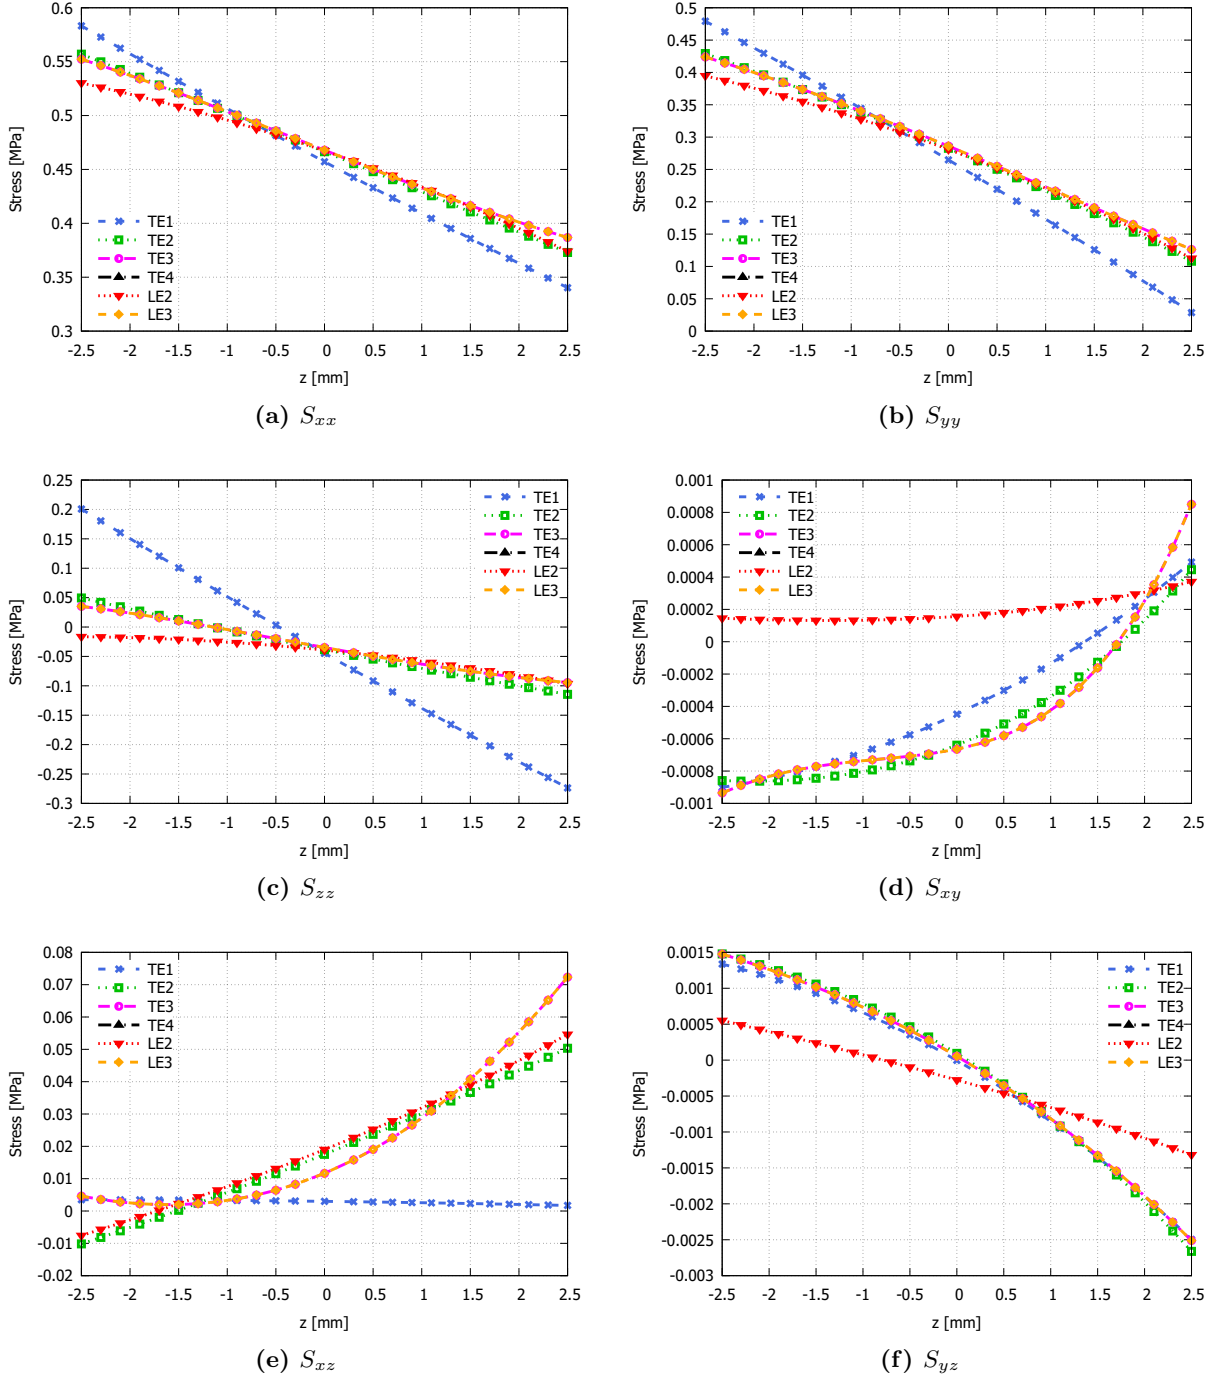 0.6
0.55
0.5
0.45
0.4
0.35
0.3
Stress [MPa]
TE1
TE2
TE3
TE4
LE2
LE3
-2.5 -2 -1.5 -1 -0.5 0 0.5 1 1.5 2 2.5
z [mm]
(a) Sxx
0.5
0.45
0.4
0.35
0.3
0.25
0.2
0.15
0.1
0.05
0
Stress [MPa]
TE1
TE2
TE3
TE4
LE2
LE3
-2.5 -2 -1.5 -1 -0.5 0 0.5 1 1.5 2 2.5
z [mm]
(b) Syy
0.25
0.2
0.15
0.1
0.05
0
-0.05
-0.1
-0.15
-0.2
-0.25
-0.3
Stress [MPa]
TE1
TE2
TE3
TE4
LE2
LE3
-2.5 -2 -1.5 -1 -0.5 0 0.5 1 1.5 2 2.5
z [mm]
(c) Szz
0.001
0.0008
0.0006
0.0004
0.0002
0
-0.0002
-0.0004
-0.0006
-0.0008
-0.001
Stress [MPa]
TE1
TE2
TE3
TE4
LE2
LE3
-2.5 -2 -1.5 -1 -0.5 0 0.5 1 1.5 2 2.5
z [mm]
(d) Sxy
0.08
0.07
0.06
0.05
0.04
0.03
0.02
0.01
0
-0.01
-0.02
Stress [MPa]
TE1
TE2
TE3
TE4
LE2
LE3
-2.5 -2 -1.5 -1 -0.5 0 0.5 1 1.5 2 2.5
z [mm]
(e) Sxz
0.0015
0.001
0.0005
0
-0.0005
-0.001
-0.0015
-0.002
-0.0025
-0.003
Stress [MPa]
TE1
TE2
TE3
TE4
LE2
LE3
-2.5 -2 -1.5 -1 -0.5 0 0.5 1 1.5 2 2.5
z [mm]
(f) Syz